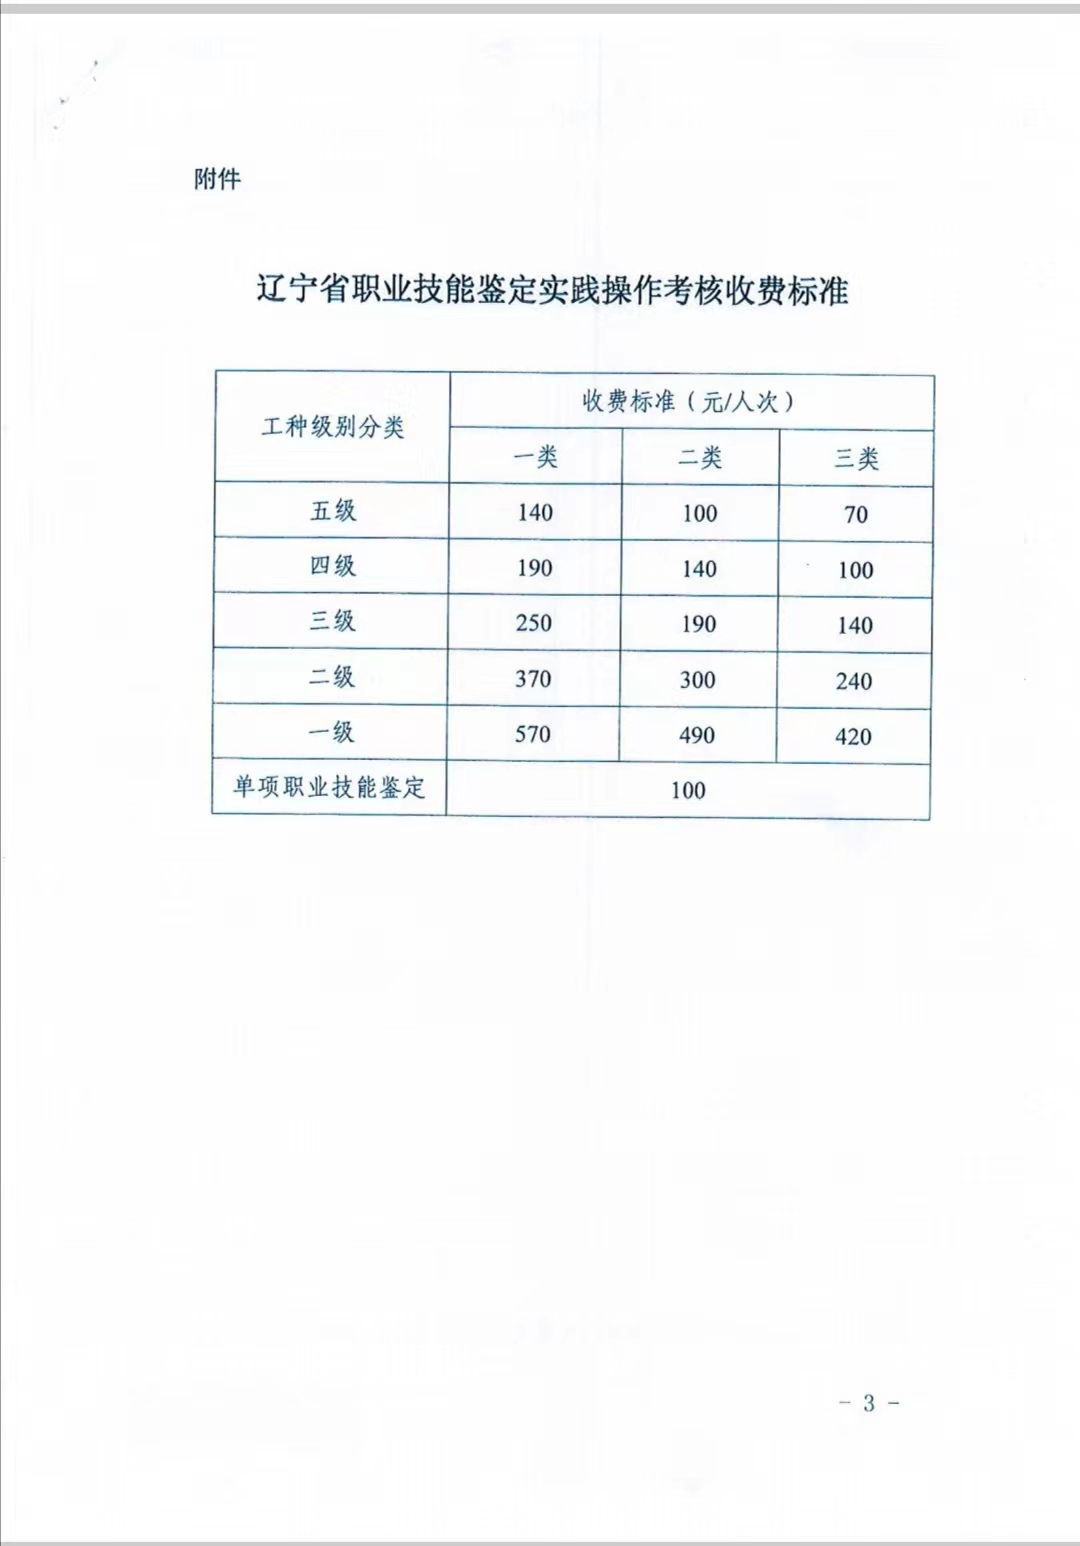 附件
辽宁省职业技能鉴定实践操作考核收费标准
工种级别分类 收费标准（元/人次）
一类 二类 三类
五级 140 100 70
四级 190 140 100
三级 250 190 140
二级 370 300 240
一级 570 490 420
单项职业技能鉴定 100
- 3 -